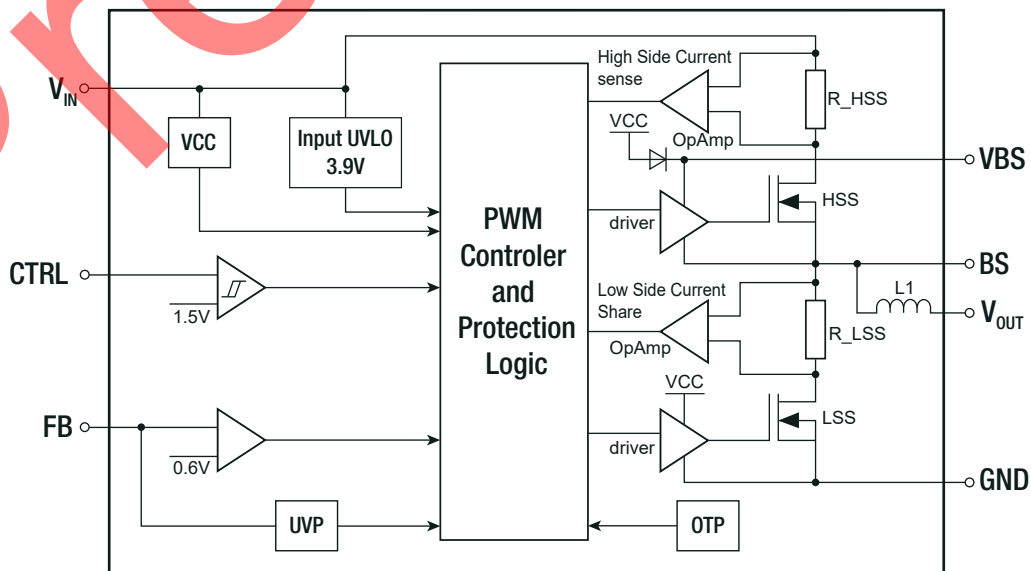 High Side Current
sense
V_IN
R_HSS
VCC
Input UVLO
3.9V
VCC
OpAmp
VBS
PWM
Controler
and
Protection
Logic
HSS
driver
CTRL
BS
1.5V
Low Side Current
Share
L1
V_OUT
R_LSS
OpAmp
VCC
FB
LSS
driver
0.6V
GND
UVP
OTP